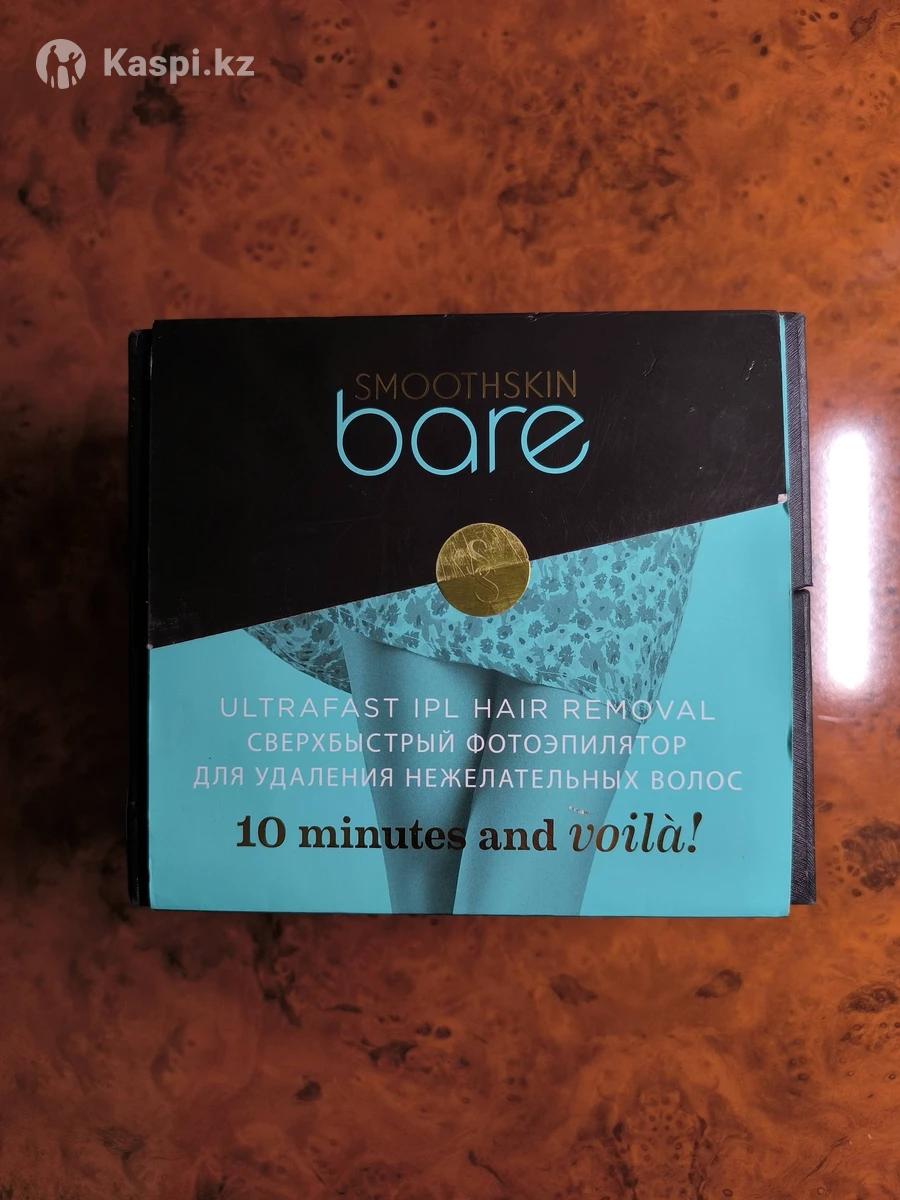 Kaspi.kz
SMOOTHSKIN
bare
ULTRAFAST IPL HAIR REMOVAL
СВЕРХБЫСТРЫЙ ФОТОЭПИЛЯТОР
ДЛЯ УДАЛЕНИЯ НЕЖЕЛАТЕЛЬНЫХ ВОЛОС
10 minutes and voilà!